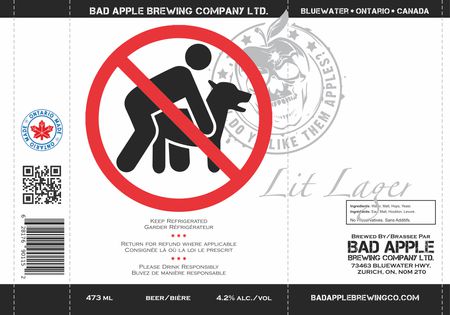 BAD APPLE BREWING COMPANY LTD.
BLUEWATER • ONTARIO • CANADA
ONTARIO MADE
ONTARIO MADE
DO YOU LIKE THEM APPLES?
Lit Lager
Ingredients: Water, Malt, Hops, Yeast.
Ingrédients: Eau, Malt, Houblon, Levure.
No Preservatives. Sans Additifs.
KEEP REFRIGERATED
GARDER RÉFRIGÉRATEUR
RETURN FOR REFUND WHERE APPLICABLE
CONSIGNÉE LÀ OÙ LA LOI LE PRESCRIT
PLEASE DRINK RESPONSIBLY
BUVEZ DE MANIÈRE RESPONSABLE
BREWED BY/BRASSEE PAR
BAD APPLE
BREWING COMPANY LTD.
73463 BLUEWATER HWY.
ZURICH, ON. N0M 2T0
473 ML
BEER/BIÈRE
4.2% ALC./VOL
BADAPPLEBREWINGCO.COM